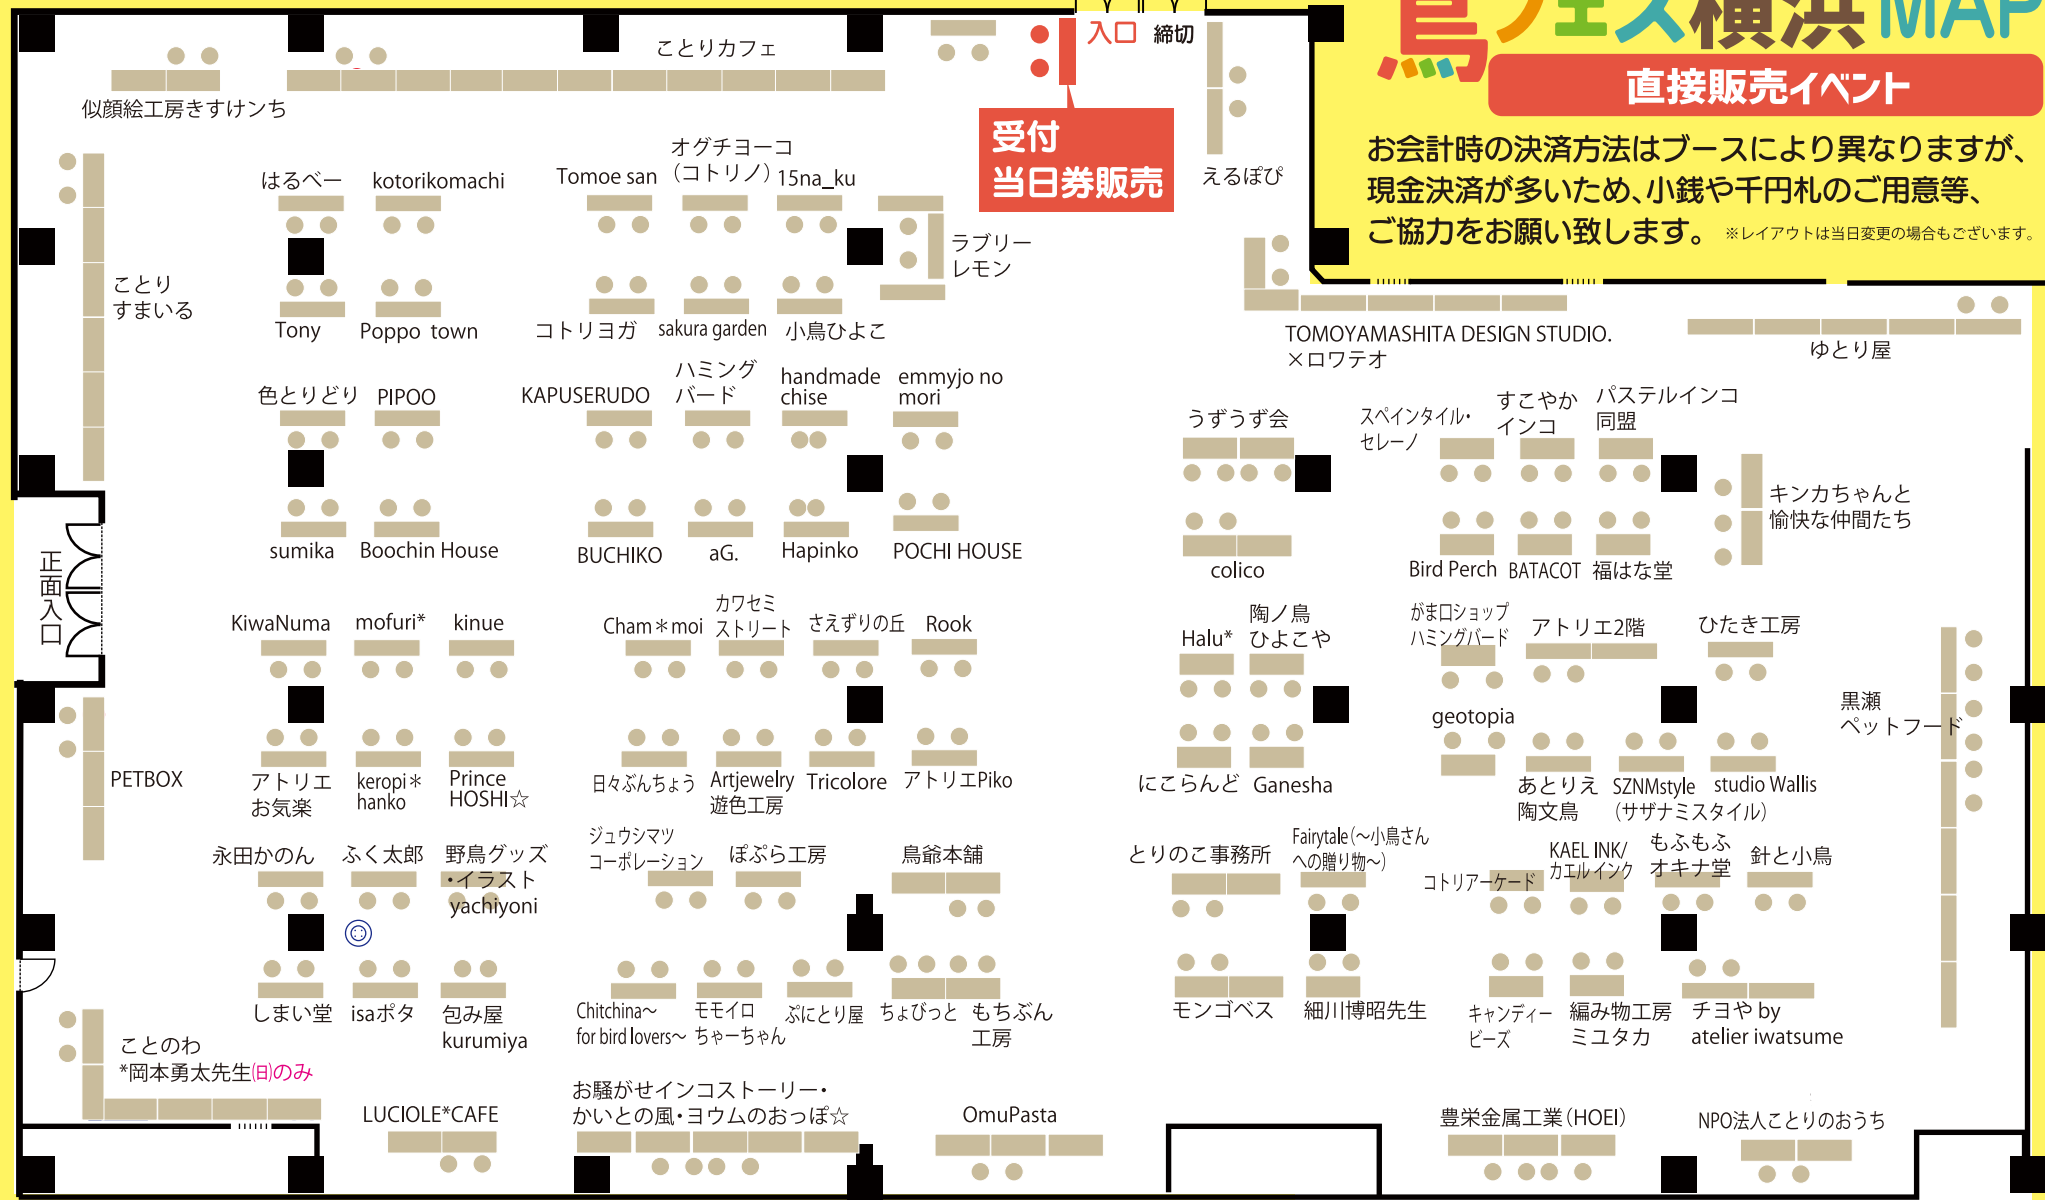 鳥フェス横浜MAP
直接販売イベント
お会計時の決済方法はブースにより異なりますが、
現金決済が多いため、小銭や千円札のご用意等、
ご協力をお願い致します。 ※レイアウトは当日変更の場合もございます。
入口 締切
受付
当日券販売
ことりカフェ
似顔絵工房きすけンち
えるぽぴ
ことり
すまいる
はるべー
kotorikomachi
Tomoe san
オグチヨーコ
（コトリノ）
15na_ku
ラブリー
レモン
Tony
Poppo town
コトリヨガ
sakura garden
小鳥ひよこ
TOMOYAMASHITA DESIGN STUDIO.
×ロワテオ
ゆとり屋
色とりどり
PIPOO
KAPUSERUDO
ハミング
バード
handmade
chise
emmyjo no
mori
うずうず会
スペインタイル・
セレーノ
すこやか
インコ
パステルインコ
同盟
キンカちゃんと
愉快な仲間たち
sumika
Boochin House
BUCHIKO
aG.
Hapinko
POCHI HOUSE
colico
Bird Perch
BATACOT
福はな堂
正面入口
KiwaNuma
mofuri*
kinue
Cham＊moi
カワセミ
ストリート
さえずりの丘
Rook
Halu*
陶ノ鳥
ひよこや
がま口ショップ
ハミングバード
アトリエ2階
ひたき工房
黒瀬
ペットフード
PETBOX
アトリエ
お気楽
keropi＊
hanko
Prince
HOSHI☆
日々ぶんちょう
Artjewelry
遊色工房
Tricolore
アトリエPiko
にこらんど
Ganesha
geotopia
あとりえ
陶文鳥
SZNMstyle
（サザナミスタイル）
studio Wallis
永田かのん
ふく太郎
野鳥グッズ
・イラスト
yachiyoni
ジュウシマツ
コーポレーション
ぽぷら工房
鳥爺本舗
とりのこ事務所
Fairytale（～小鳥さん
への贈り物～）
コトリアーケード
KAEL INK/
カエルインク
もふもふ
オキナ堂
針と小鳥
しまい堂
isaポタ
包み屋
kurumiya
Chitchina～
for bird lovers～
モモイロ
ちゃーちゃん
ぷにとり屋
ちょびっと
もちぶん
工房
モンゴベス
細川博昭先生
キャンディー
ビーズ
編み物工房
ミユタカ
チヨや by
atelier iwatsume
ことのわ
*岡本勇太先生㈰のみ
LUCIOLE*CAFE
お騒がせインコストーリー・
かいとの風・ヨウムのおっぽ☆
OmuPasta
豊栄金属工業（HOEI）
NPO法人ことりのおうち